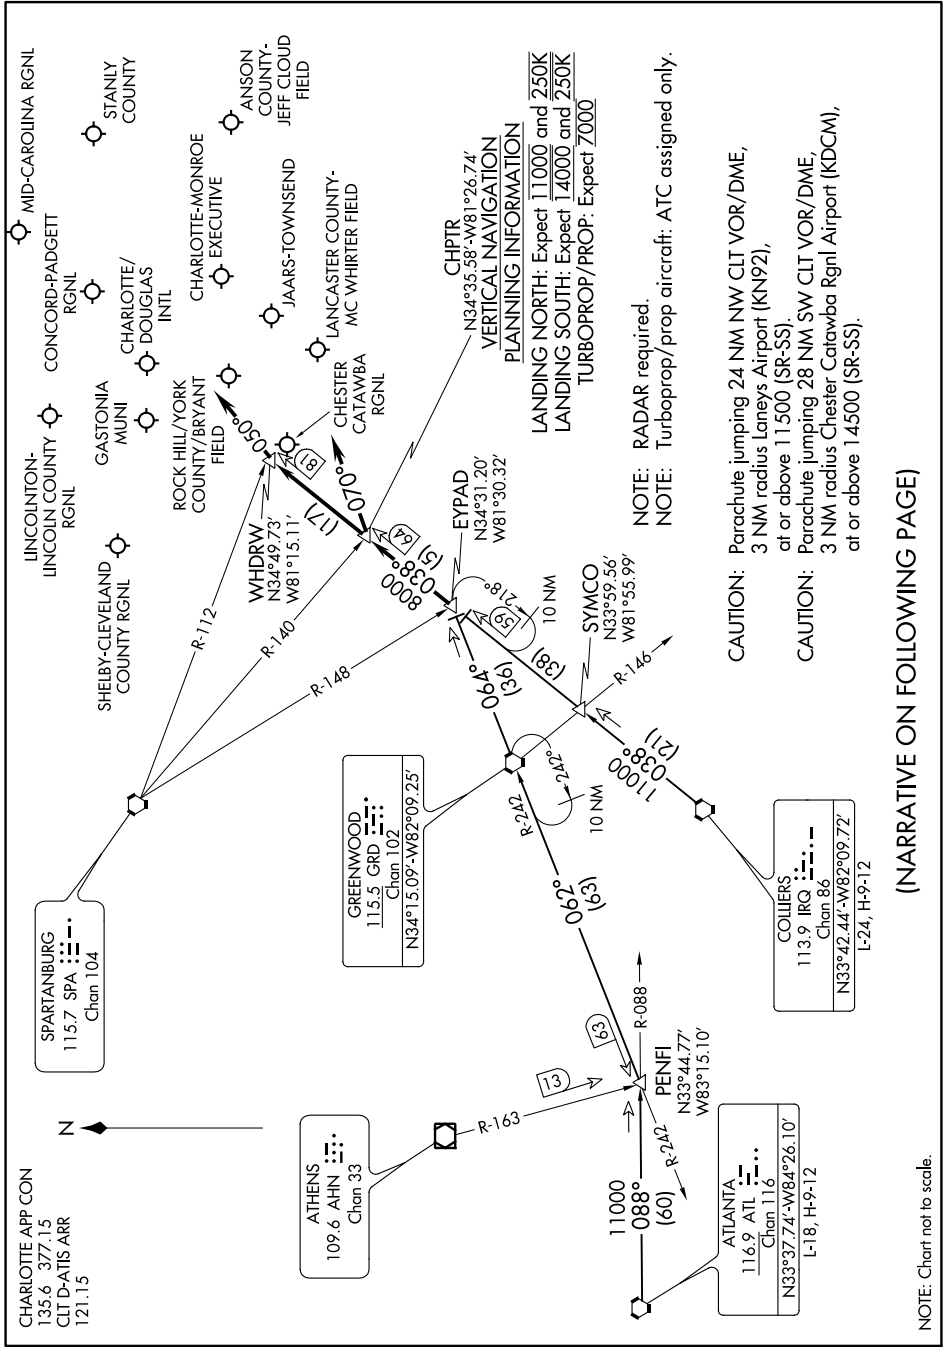 CHARLOTTE APP CON
135.6 377.15
CLT D-ATIS ARR
121.15
N
SPARTANBURG
115.7 SPA
Chan 104
R-112
R-140
R-148
LINCOLNTON-
LINCOLN COUNTY
RGNL
MID-CAROLINA RGNL
CONCORD-PADGETT
RGNL
STANLY
COUNTY
GASTONIA
MUNI
CHARLOTTE/
DOUGLAS
INTL
SHELBY-CLEVELAND
COUNTY RGNL
ROCK HILL/YORK
COUNTY/BRYANT
FIELD
CHARLOTTE-MONROE
EXECUTIVE
ANSON
COUNTY-
JEFF CLOUD
FIELD
JAARS-TOWNSEND
LANCASTER COUNTY-
MC WHIRTER FIELD
CHESTER
CATAWBA
RGNL
WHDRW
N34°49.73'
W81°15.11'
050°
81
(17)
070°
64
CHPTR
N34°35.58'-W81°26.74'
VERTICAL NAVIGATION
PLANNING INFORMATION
LANDING NORTH: Expect 11000 and 250K
LANDING SOUTH: Expect 14000 and 250K
TURBOPROP/PROP: Expect 7000
8000
038°
(5)
EYPAD
N34°31.20'
W81°30.32'
59
218°
10 NM
ATHENS
109.6 AHN
Chan 33
R-163
13
GREENWOOD
115.5 GRD
Chan 102
N34°15.09'-W82°09.25'
064°
(36)
R-242
242°
10 NM
(38)
SYMCO
N33°59.56'
W81°55.99'
R-146
062°
(63)
63
11000
038°
(21)
PENFI
N33°44.77'
W83°15.10'
R-088
R-242
11000
088°
(60)
ATLANTA
116.9 ATL
Chan 116
N33°37.74'-W84°26.10'
L-18, H-9-12
COLLIERS
113.9 IRQ
Chan 86
N33°42.44'-W82°09.72'
L-24, H-9-12
NOTE: RADAR required.
NOTE: Turboprop/prop aircraft: ATC assigned only.
CAUTION: Parachute jumping 24 NM NW CLT VOR/DME,
3 NM radius Laneys Airport (KN92),
at or above 11500 (SR-SS).
CAUTION: Parachute jumping 28 NM SW CLT VOR/DME,
3 NM radius Chester Catawba Rgnl Airport (KDCM),
at or above 14500 (SR-SS).
(NARRATIVE ON FOLLOWING PAGE)
NOTE: Chart not to scale.